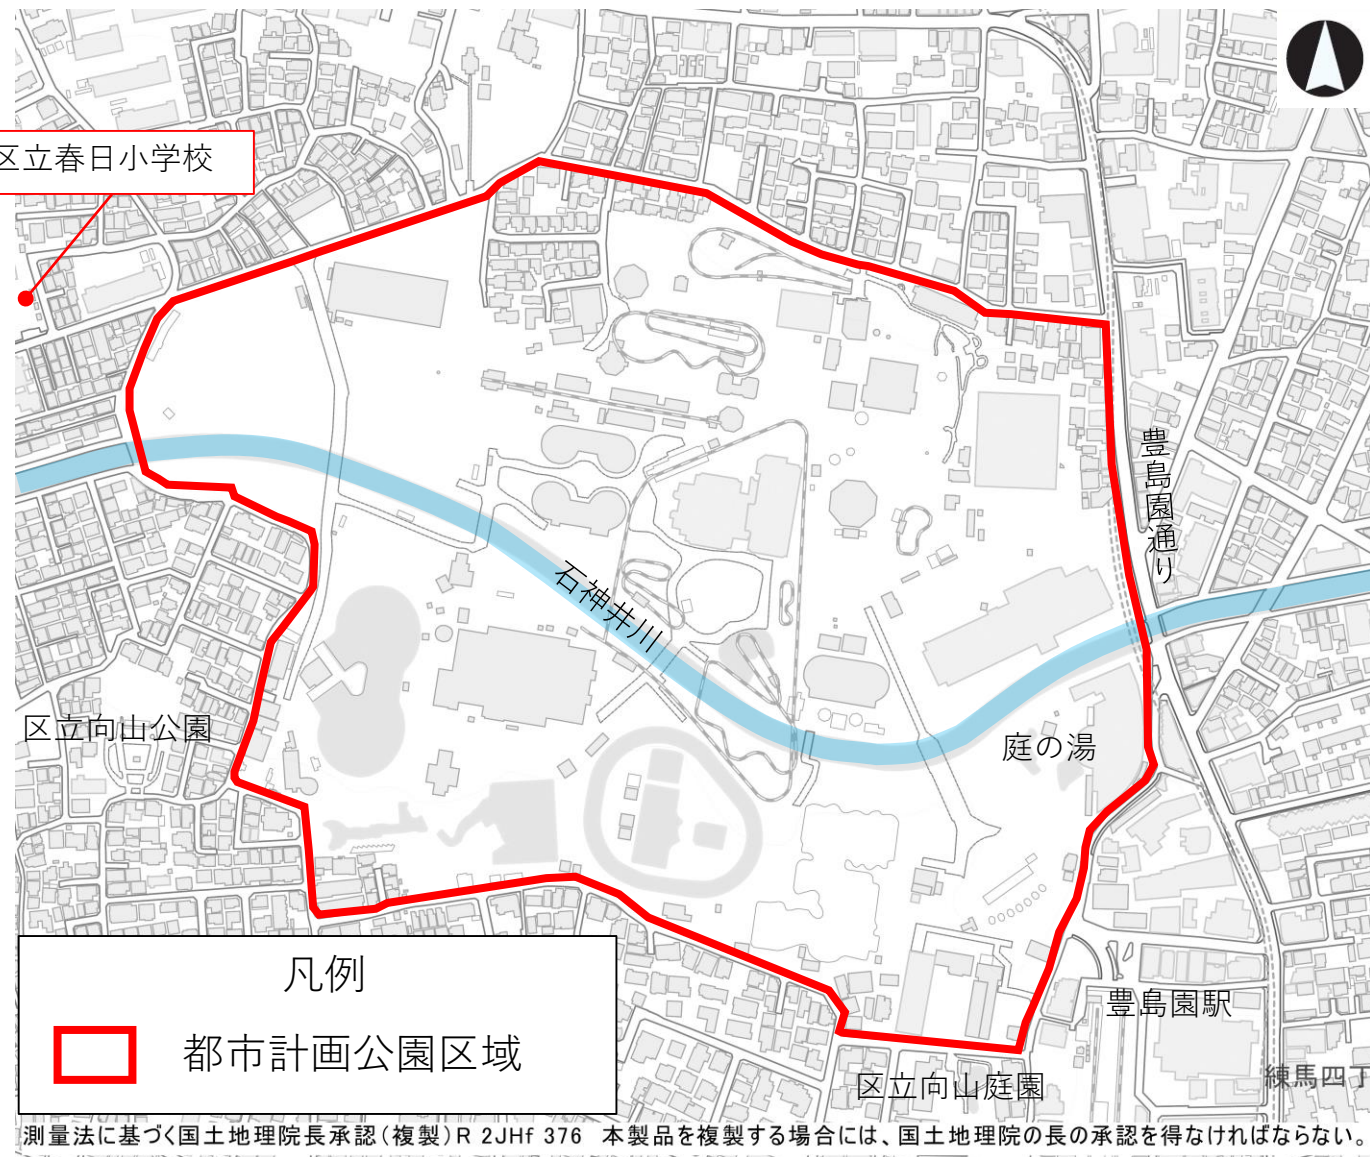 区立春日小学校
豊島園通り
石神井川
区立向山公園
庭の湯
凡例
都市計画公園区域
豊島園駅
区立向山庭園
練馬四丁
測量法に基づく国土地理院長承認(複製)R 2JHf 376 本製品を複製する場合には、国土地理院の長の承認を得なければならない。